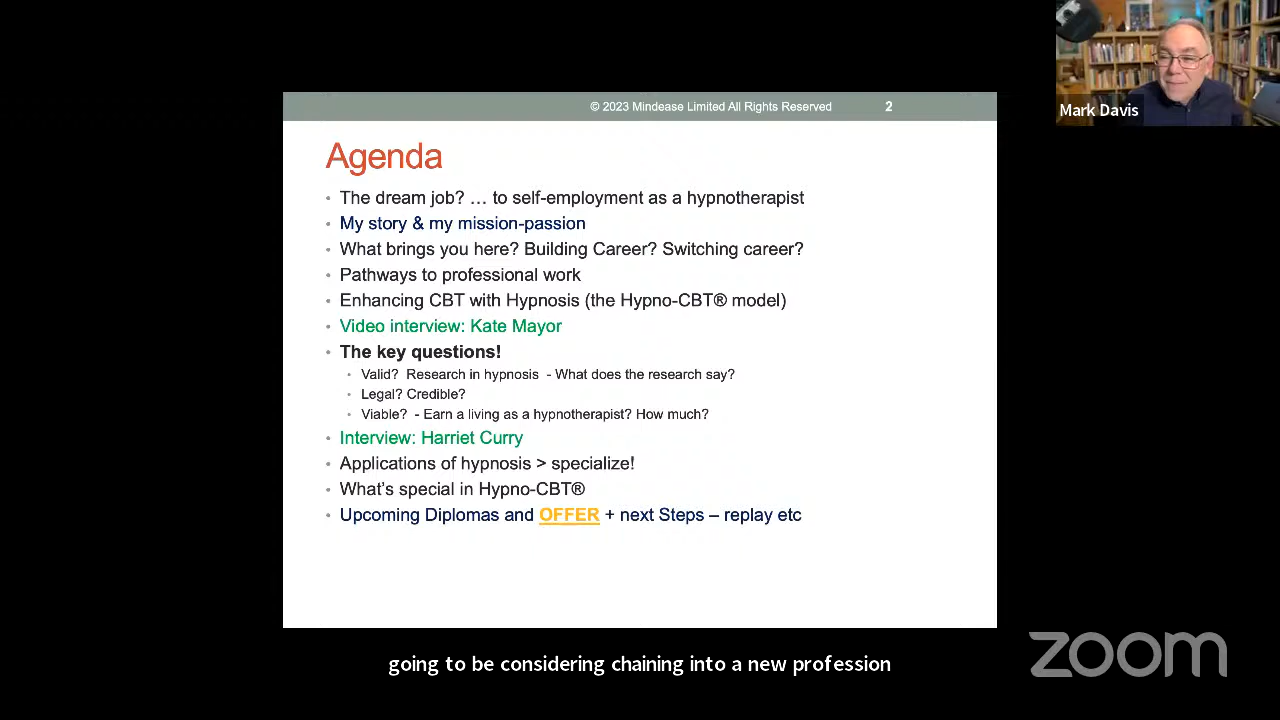 © 2023 Mindease Limited All Rights Reserved 2
Mark Davis
Agenda
• The dream job? … to self-employment as a hypnotherapist
• My story & my mission-passion
• What brings you here? Building Career? Switching career?
• Pathways to professional work
• Enhancing CBT with Hypnosis (the Hypno-CBT® model)
• Video interview: Kate Mayor
• The key questions!
• Valid? Research in hypnosis - What does the research say?
• Legal? Credible?
• Viable? - Earn a living as a hypnotherapist? How much?
• Interview: Harriet Curry
• Applications of hypnosis > specialize!
• What’s special in Hypno-CBT®
• Upcoming Diplomas and OFFER + next Steps – replay etc
going to be considering chaining into a new profession
zoom